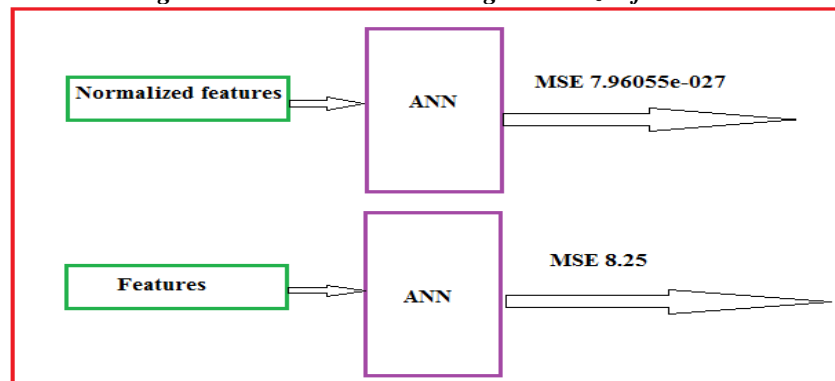 Normalized features
ANN
MSE 7.96055e-027
Features
ANN
MSE 8.25